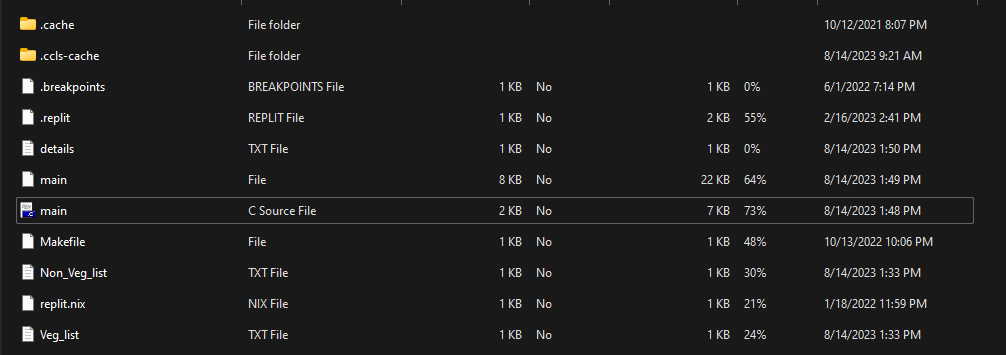 .cache File folder 10/12/2021 8:07 PM
.ccls-cache File folder 8/14/2023 9:21 AM
.breakpoints BREAKPOINTS File 1 KB No 1 KB 0% 6/1/2022 7:14 PM
.replit REPLIT File 1 KB No 2 KB 55% 2/16/2023 2:41 PM
details TXT File 1 KB No 1 KB 0% 8/14/2023 1:50 PM
main File 8 KB No 22 KB 64% 8/14/2023 1:49 PM
main C Source File 2 KB No 7 KB 73% 8/14/2023 1:48 PM
Makefile File 1 KB No 1 KB 48% 10/13/2022 10:06 PM
Non_Veg_list TXT File 1 KB No 1 KB 30% 8/14/2023 1:33 PM
replit.nix NIX File 1 KB No 1 KB 21% 1/18/2022 11:59 PM
Veg_list TXT File 1 KB No 1 KB 24% 8/14/2023 1:33 PM